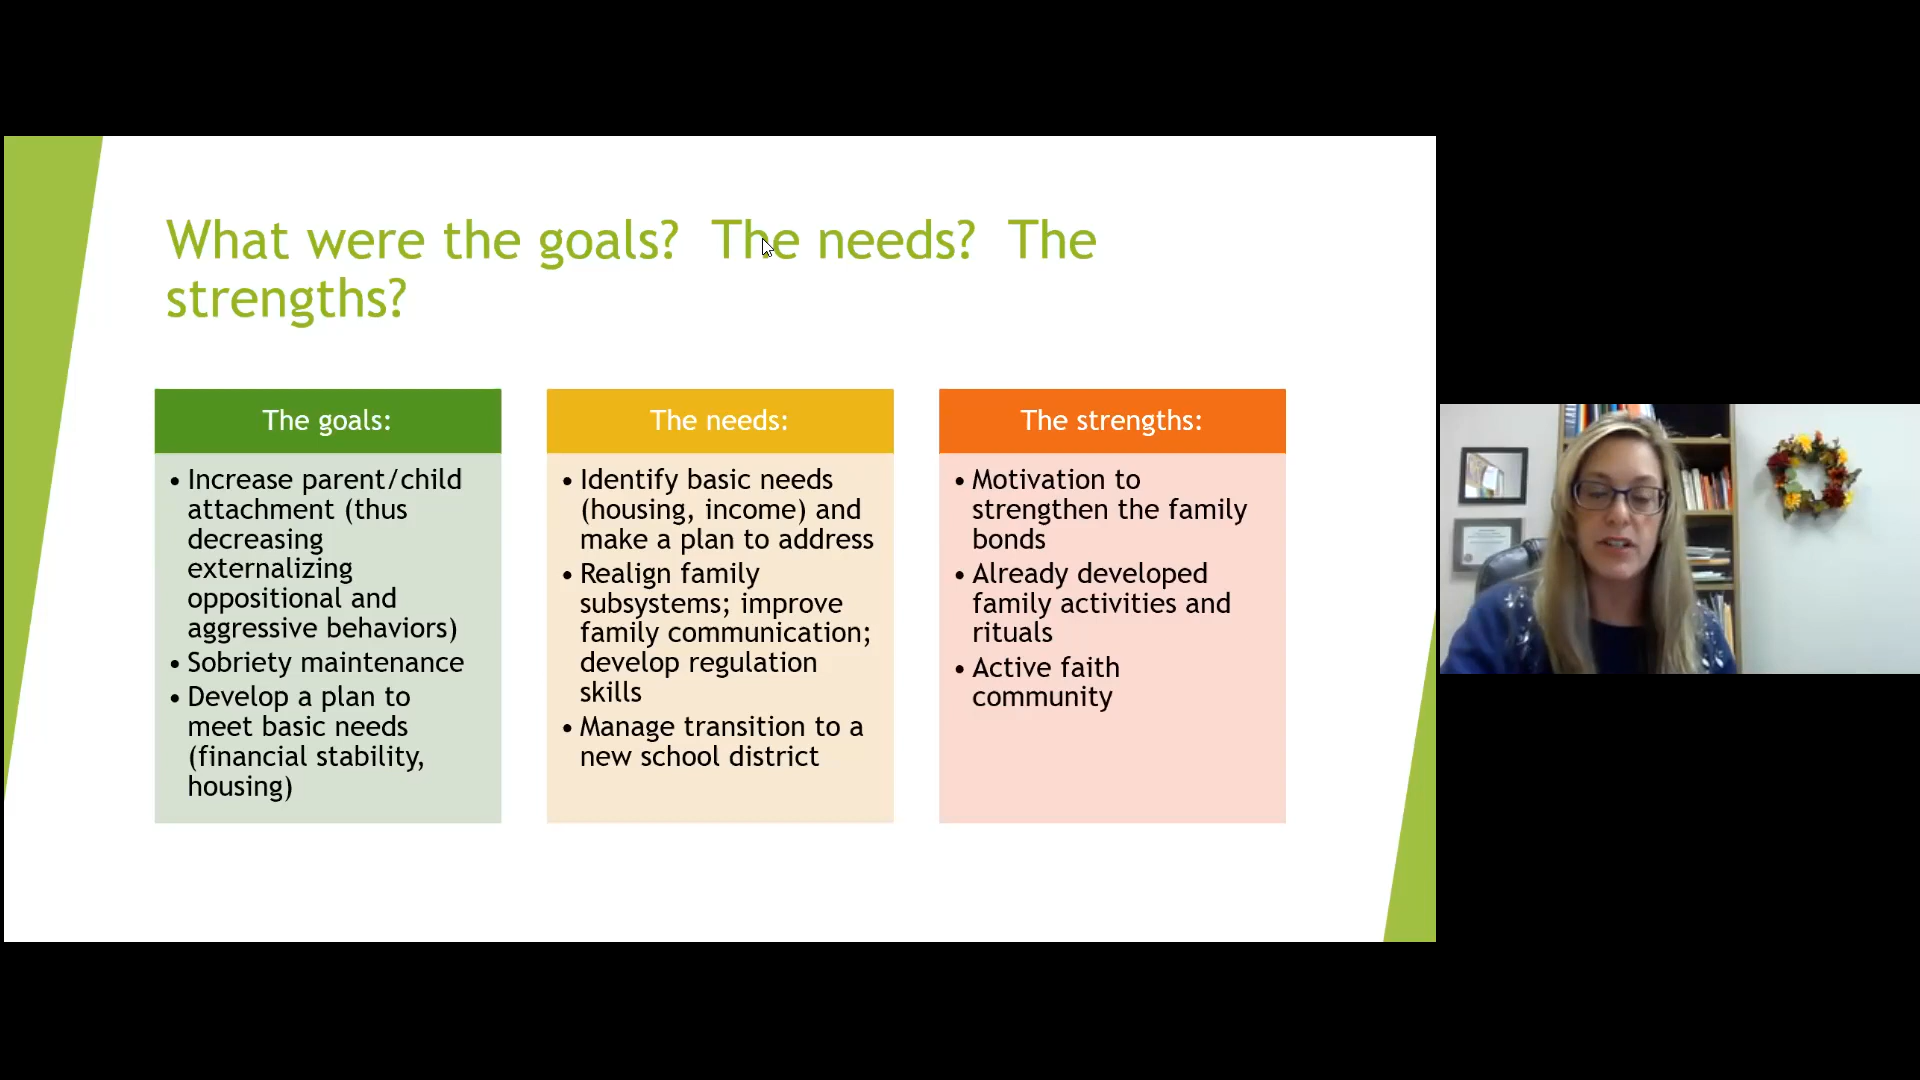 What were the goals?  The needs?  The
strengths?
The goals:
• Increase parent/child
attachment (thus
decreasing
externalizing
oppositional and
aggressive behaviors)
• Sobriety maintenance
• Develop a plan to
meet basic needs
(financial stability,
housing)
The needs:
• Identify basic needs
(housing, income) and
make a plan to address
• Realign family
subsystems; improve
family communication;
develop regulation
skills
• Manage transition to a
new school district
The strengths:
• Motivation to
strengthen the family
bonds
• Already developed
family activities and
rituals
• Active faith
community